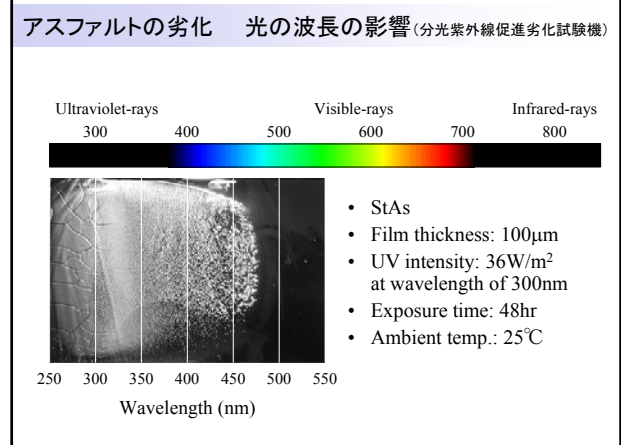 アスファルトの劣化　光の波長の影響(分光紫外線促進劣化試験機)
Ultraviolet-rays Visible-rays Infrared-rays
300 400 500 600 700 800
• StAs
• Film thickness: 100μm
• UV intensity: 36W/m²
at wavelength of 300nm
• Exposure time: 48hr
• Ambient temp.: 25℃
250 300 350 400 450 500 550
Wavelength (nm)